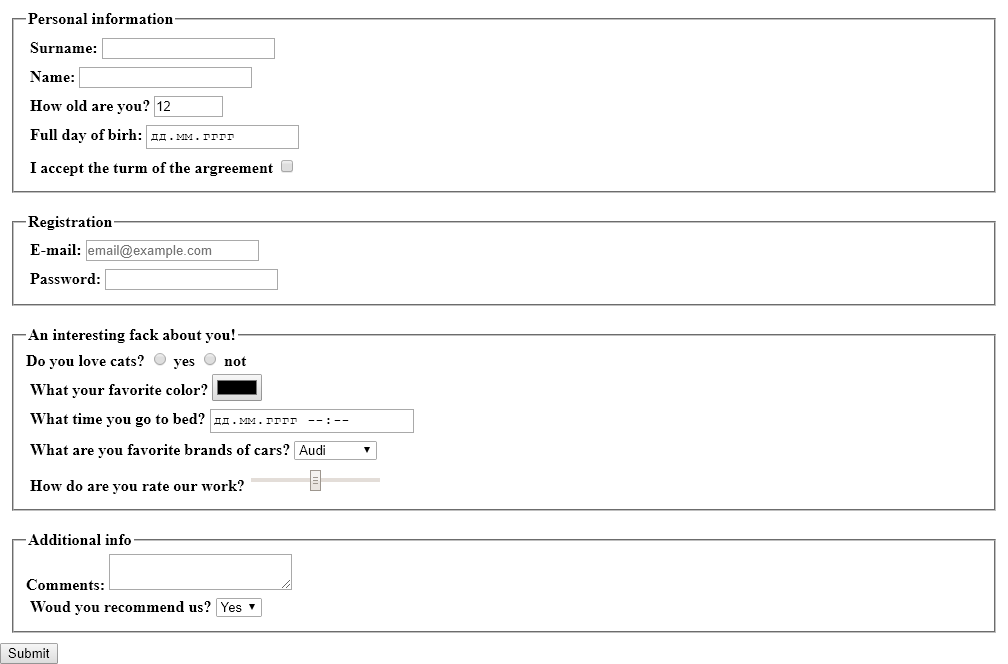 Personal information
Surname:
Name:
How old are you? 12
Full day of birh: дд.мм.гггг
I accept the turm of the argreement
Registration
E-mail: email@example.com
Password:
An interesting fack about you!
Do you love cats? yes not
What your favorite color?
What time you go to bed? дд.мм.гггг --:--
What are you favorite brands of cars? Audi
How do are you rate our work?
Additional info
Comments:
Woud you recommend us? Yes
Submit